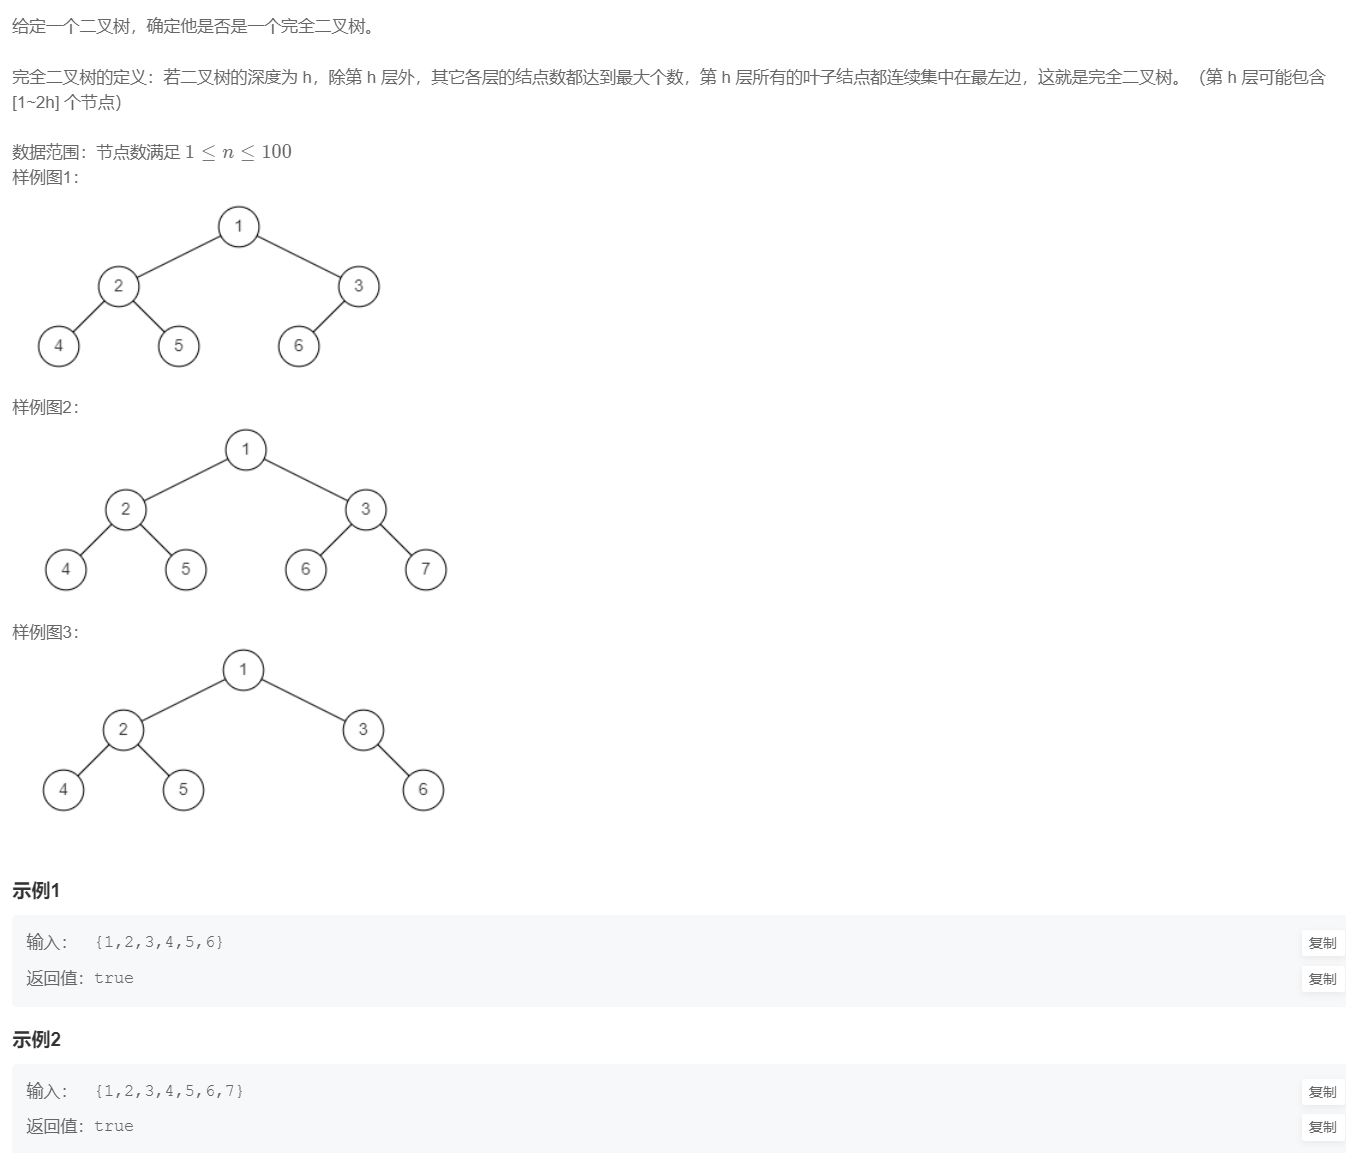 给定一个二叉树，确定他是否是一个完全二叉树。
完全二叉树的定义：若二叉树的深度为 h，除第 h 层外，其它各层的结点数都达到最大个数，第 h 层所有的叶子结点都连续集中在最左边，这就是完全二叉树。（第 h 层可能包含
[1~2h] 个节点）
数据范围：节点数满足 1 ≤ n ≤ 100
样例图1：
1
2 3
4 5 6
样例图2：
1
2 3
4 5 6 7
样例图3：
1
2 3
4 5 6
示例1
输入： {1,2,3,4,5,6} 复制
返回值：true 复制
示例2
输入： {1,2,3,4,5,6,7} 复制
返回值：true 复制